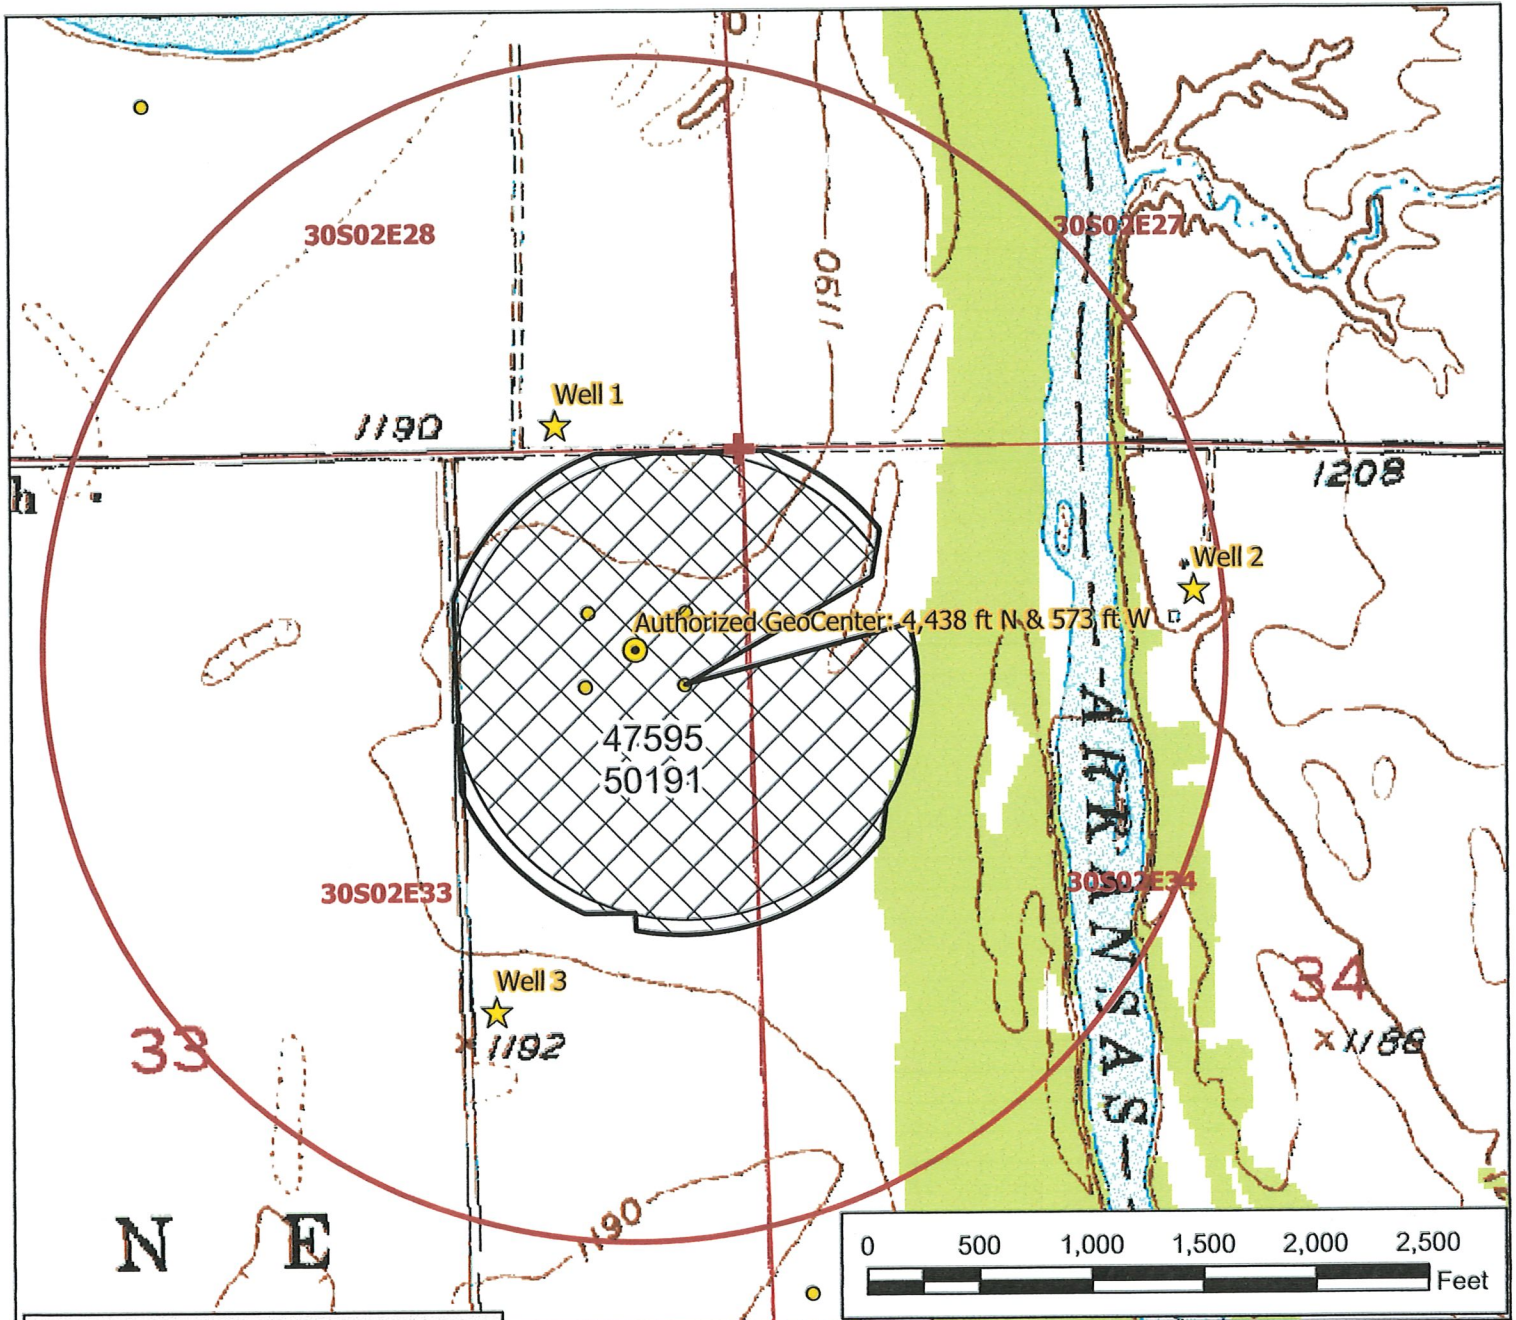 30S02E28
30S02E27
1190
Well 1
1190
1208
h
Well 2
Authorized GeoCenter: 4,438 ft N & 573 ft W
47595
50191
ARKANSAS
30S02E33
30S02E34
Well 3
1192
33
34
x 1188
N E
1190
0 500 1,000 1,500 2,000 2,500
Feet